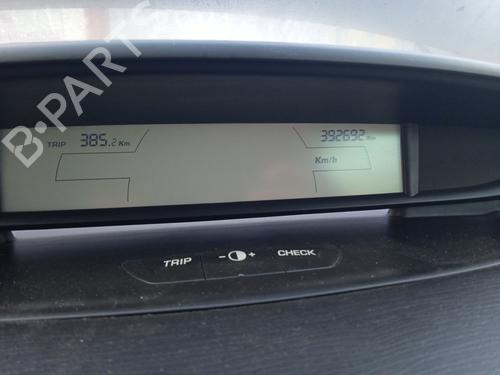 TRIP 385.2 Km 392692 Km
Km/h
B-PARTS
TRIP - + CHECK